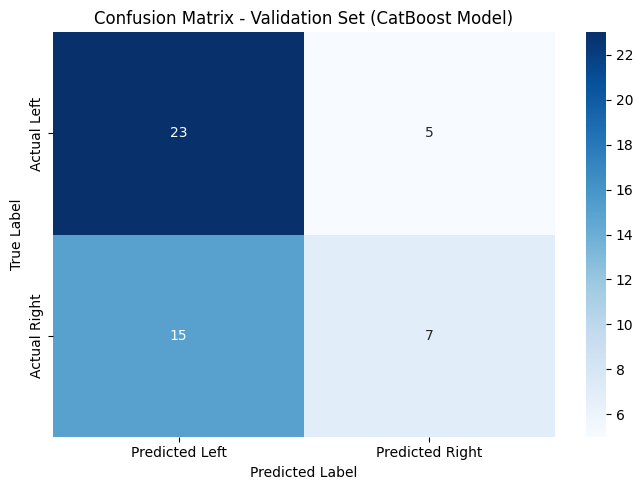 Confusion Matrix - Validation Set (CatBoost Model)
True Label
Actual Left
23
5
Actual Right
15
7
Predicted Left
Predicted Right
Predicted Label
22
20
18
16
14
12
10
8
6